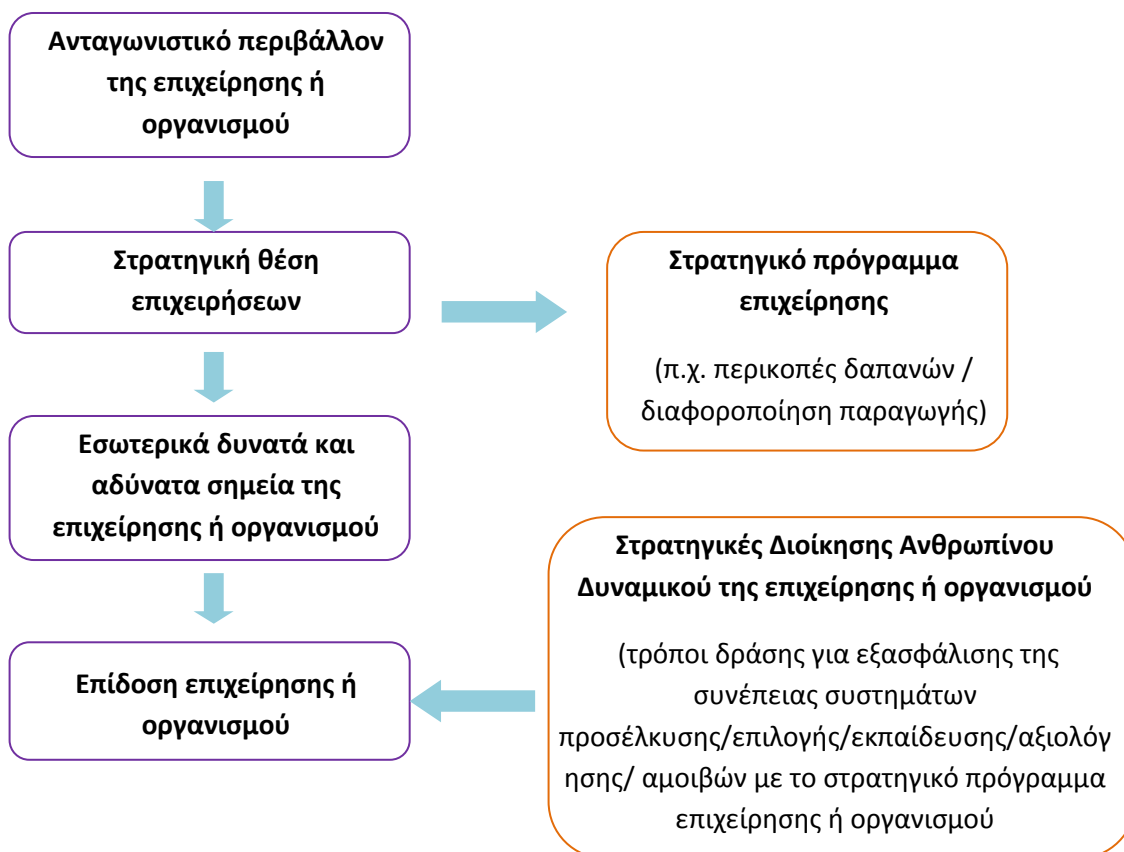 Ανταγωνιστικό περιβάλλον
της επιχείρησης ή
οργανισμού
Στρατηγική θέση
επιχειρήσεων
Στρατηγικό πρόγραμμα
επιχείρησης
(π.χ. περικοπές δαπανών /
διαφοροποίηση παραγωγής)
Εσωτερικά δυνατά και
αδύνατα σημεία της
επιχείρησης ή οργανισμού
Στρατηγικές Διοίκησης Ανθρωπίνου
Δυναμικού της επιχείρησης ή οργανισμού
(τρόποι δράσης για εξασφάλισης της
συνέπειας συστημάτων
προσέλκυσης/επιλογής/εκπαίδευσης/αξιολόγ
ησης/ αμοιβών με το στρατηγικό πρόγραμμα
επιχείρησης ή οργανισμού
Επίδοση επιχείρησης ή
οργανισμού